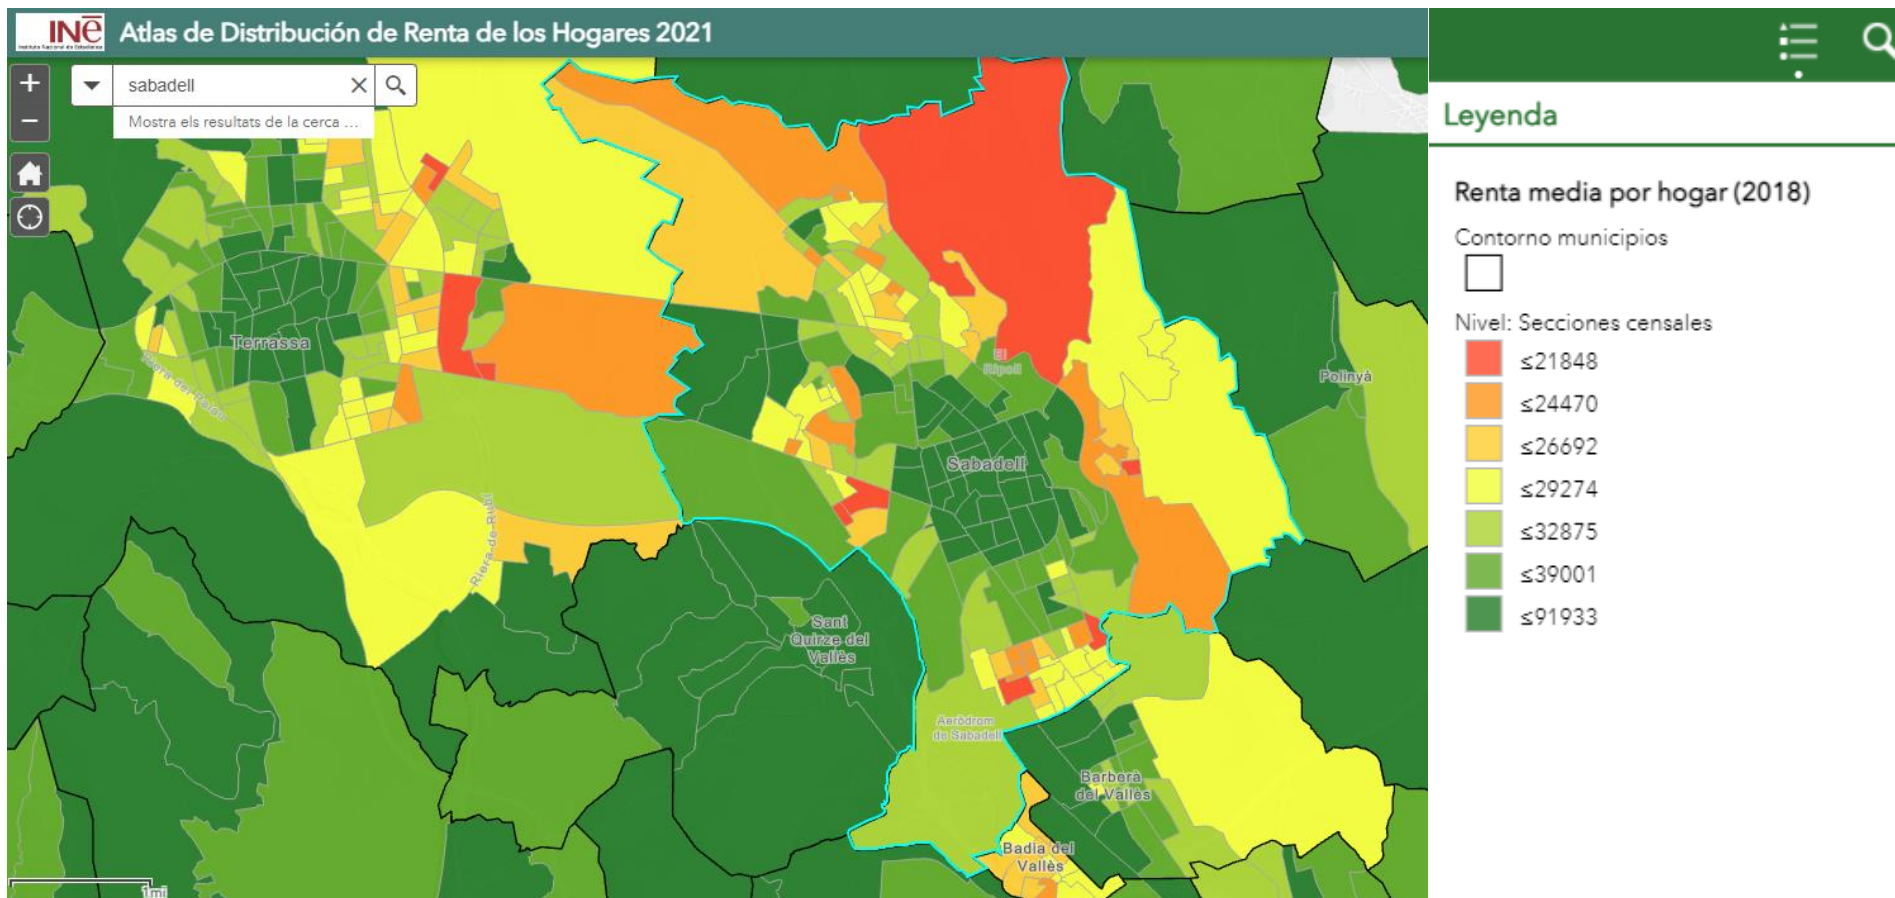 INe
Atlas de Distribución de Renta de los Hogares 2021
sabadell
Mostra els resultats de la cerca ...
Terrassa
Riera-de-Rubí
El
Ripoll
Sabadell
Polinyà
Sant
Quirze del
Vallès
Aeròdrom
de Sabadell
Barberà
del Vallès
Badia del
Vallès
1mi
Leyenda
Renta media por hogar (2018)
Contorno municipios
Nivel: Secciones censales
≤21848
≤24470
≤26692
≤29274
≤32875
≤39001
≤91933